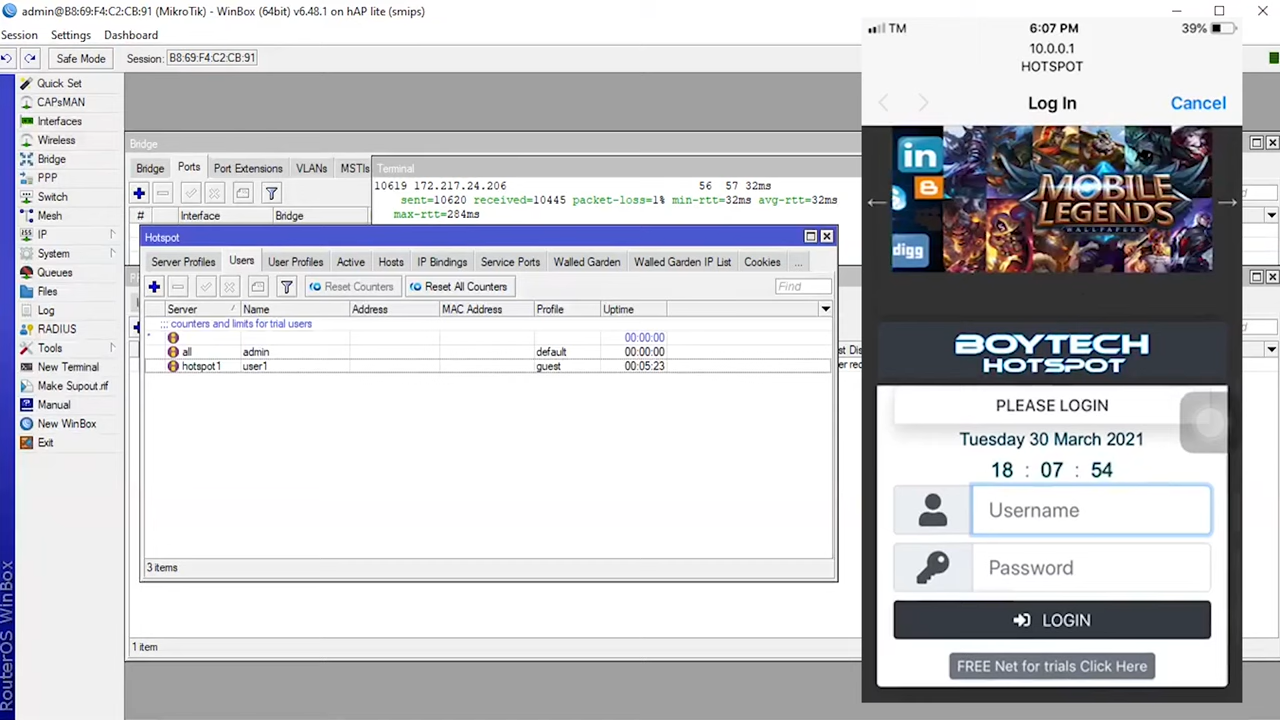 admin@B8:69:F4:C2:CB:91 (MikroTik) - WinBox (64bit) v6.48.1 on hAP lite (smips)
Session Settings Dashboard
Safe Mode Session: B8:69:F4:C2:CB:91
Quick Set
CAPsMAN
Interfaces
Wireless
Bridge
PPP
Switch
Mesh
IP
System
Queues
Files
Log
RADIUS
Tools
New Terminal
Make Supout.rif
Manual
New WinBox
Exit
RouterOS WinBox
Bridge
Bridge Ports Port Extensions VLANs MSTIs
# Interface Bridge
Terminal
10619 172.217.24.206 56 57 32ms
sent=10620 received=10445 packet-loss=1% min-rtt=32ms avg-rtt=32ms
max-rtt=284ms
Hotspot
Server Profiles Users User Profiles Active Hosts IP Bindings Service Ports Walled Garden Walled Garden IP List Cookies ...
Reset Counters Reset All Counters Find
Server Name Address MAC Address Profile Uptime
::: counters and limits for trial users
00:00:00
all admin default 00:00:00
hotspot1 user1 guest 00:05:23
3 items
1 item
TM 6:07 PM 39%
10.0.0.1
HOTSPOT
Log In Cancel
in
digg
MOBILE
LEGENDS
WALLPAPERS
BOYTECH
HOTSPOT
PLEASE LOGIN
Tuesday 30 March 2021
18 : 07 : 54
Username
Password
LOGIN
FREE Net for trials Click Here